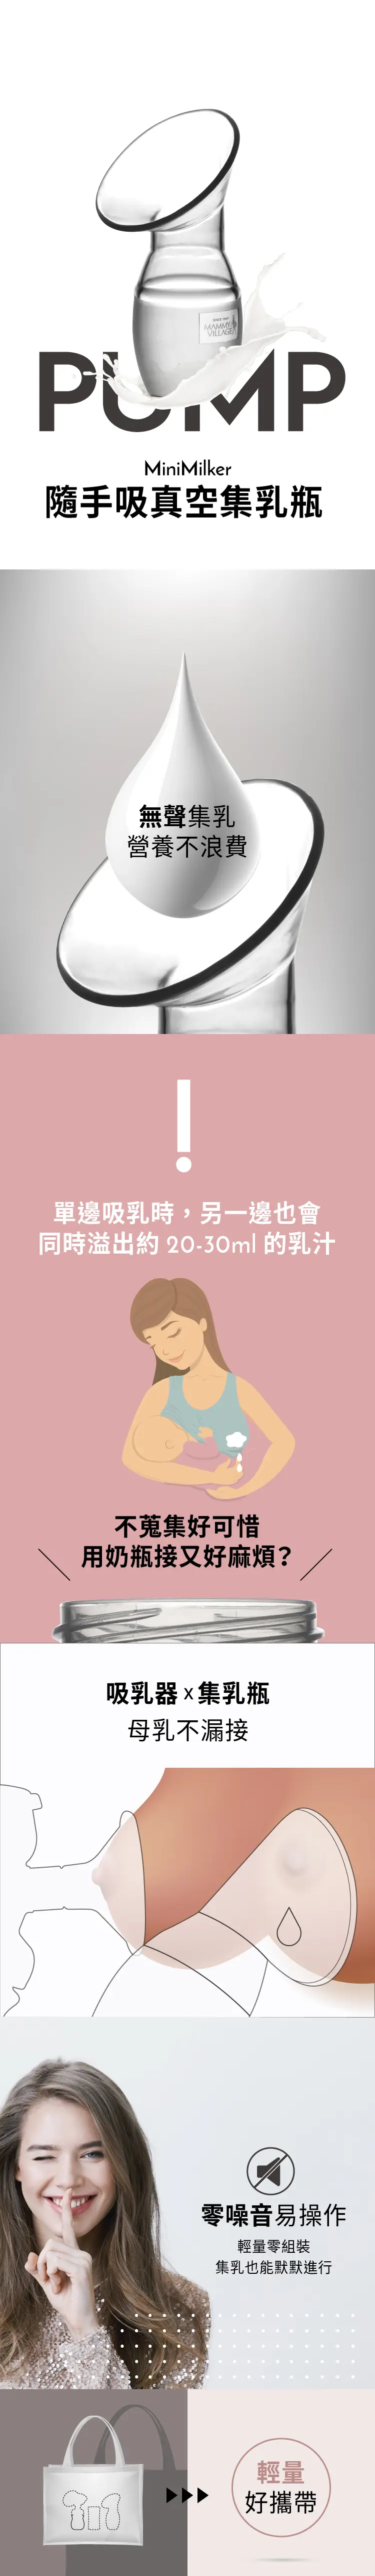 SINCE 1987
MAMMY
VILLAGE
PUMP
MiniMilker
隨手吸真空集乳瓶
無聲集乳
營養不浪費
單邊吸乳時，另一邊也會
同時溢出約 20-30ml 的乳汁
不蒐集好可惜
用奶瓶接又好麻煩？
吸乳器 x 集乳瓶
母乳不漏接
零噪音易操作
輕量零組裝
集乳也能默默進行
輕量
好攜帶